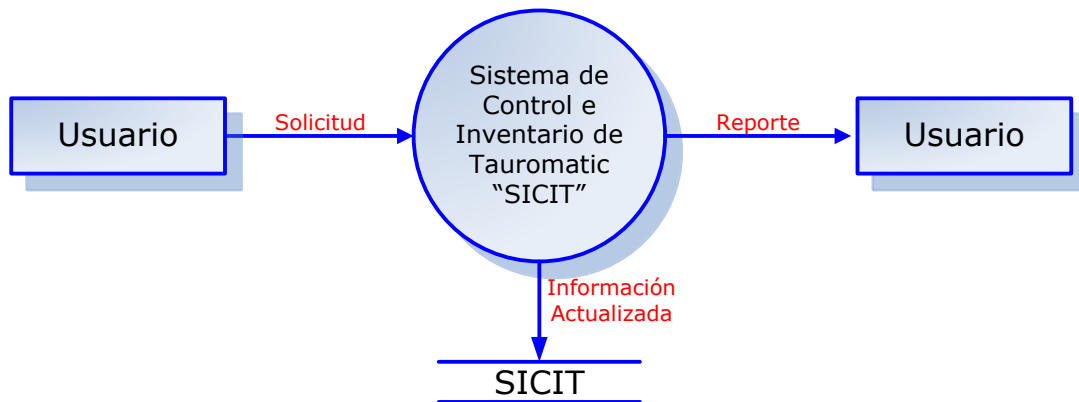 Usuario
Solicitud
Sistema de
Control e
Inventario de
Tauromatic
“SICIT”
Reporte
Usuario
Información
Actualizada
SICIT